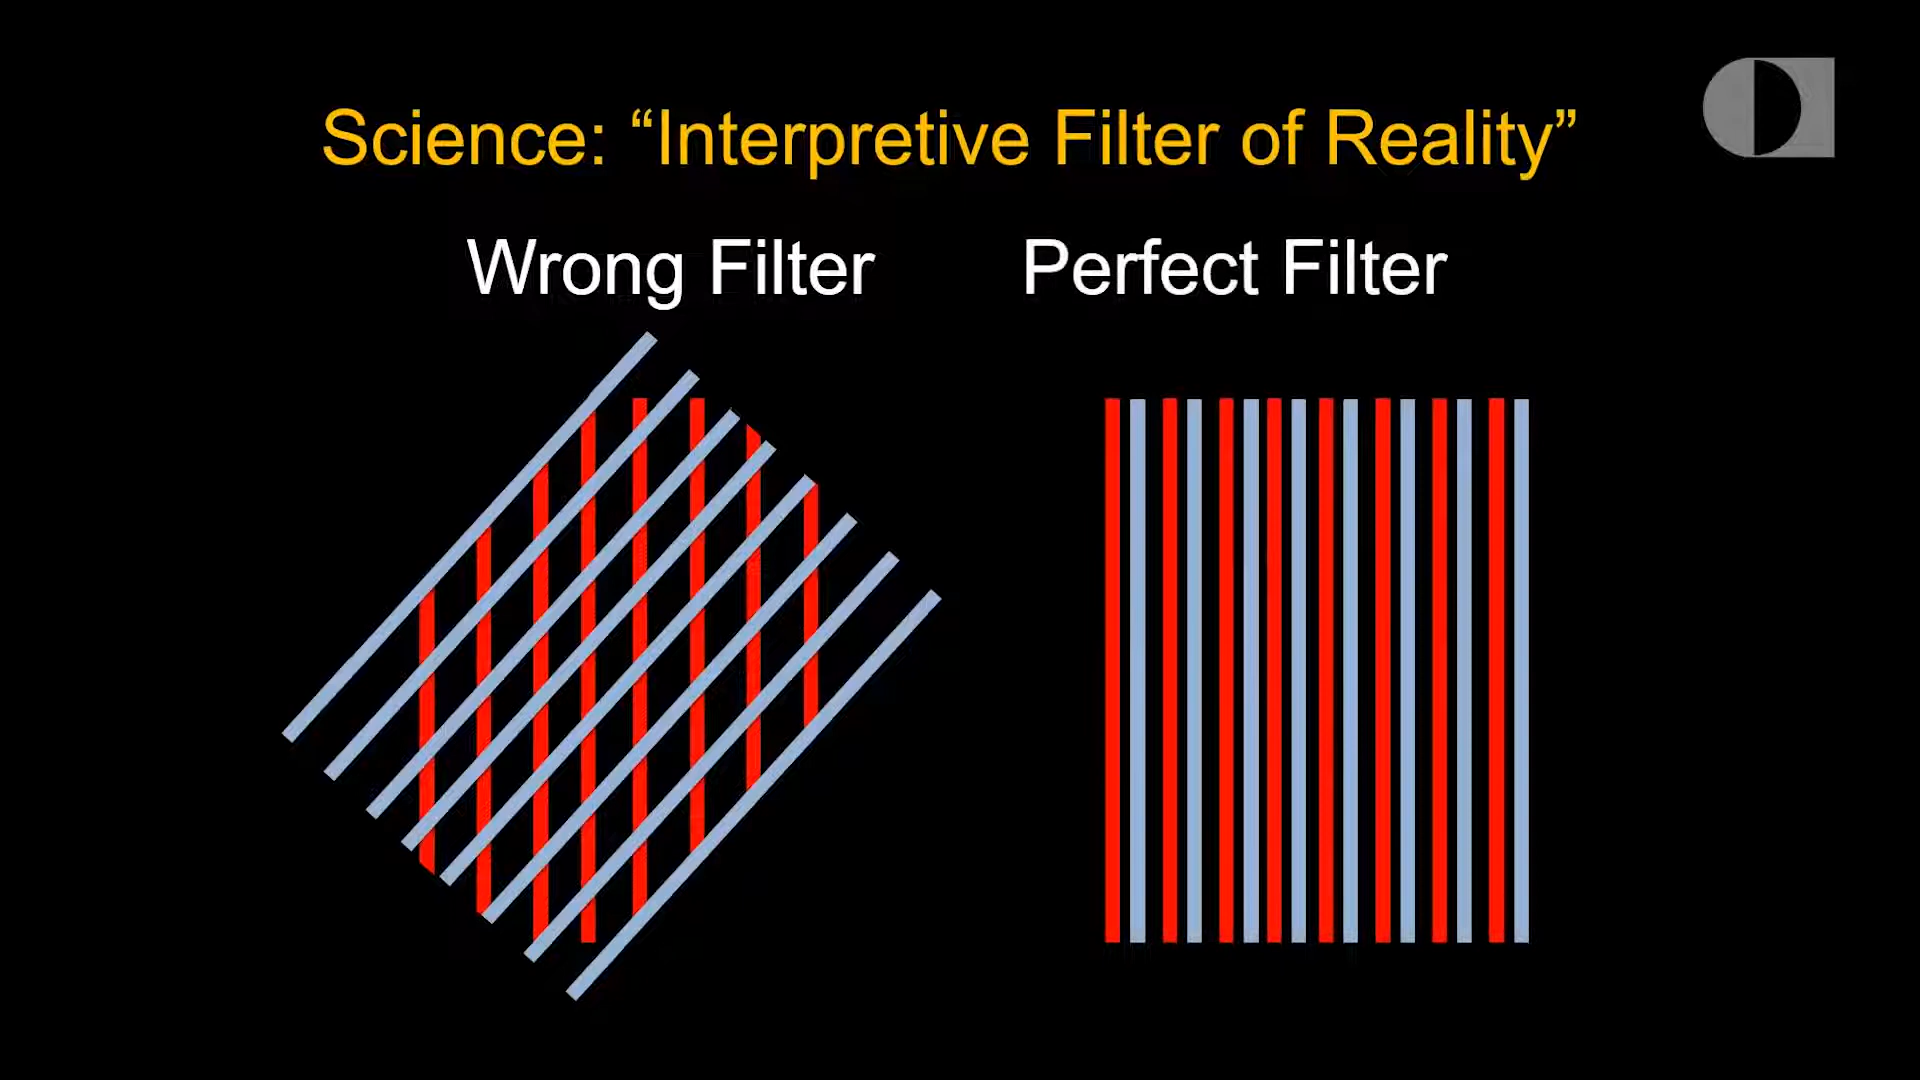 Science: “Interpretive Filter of Reality”
Wrong Filter
Perfect Filter